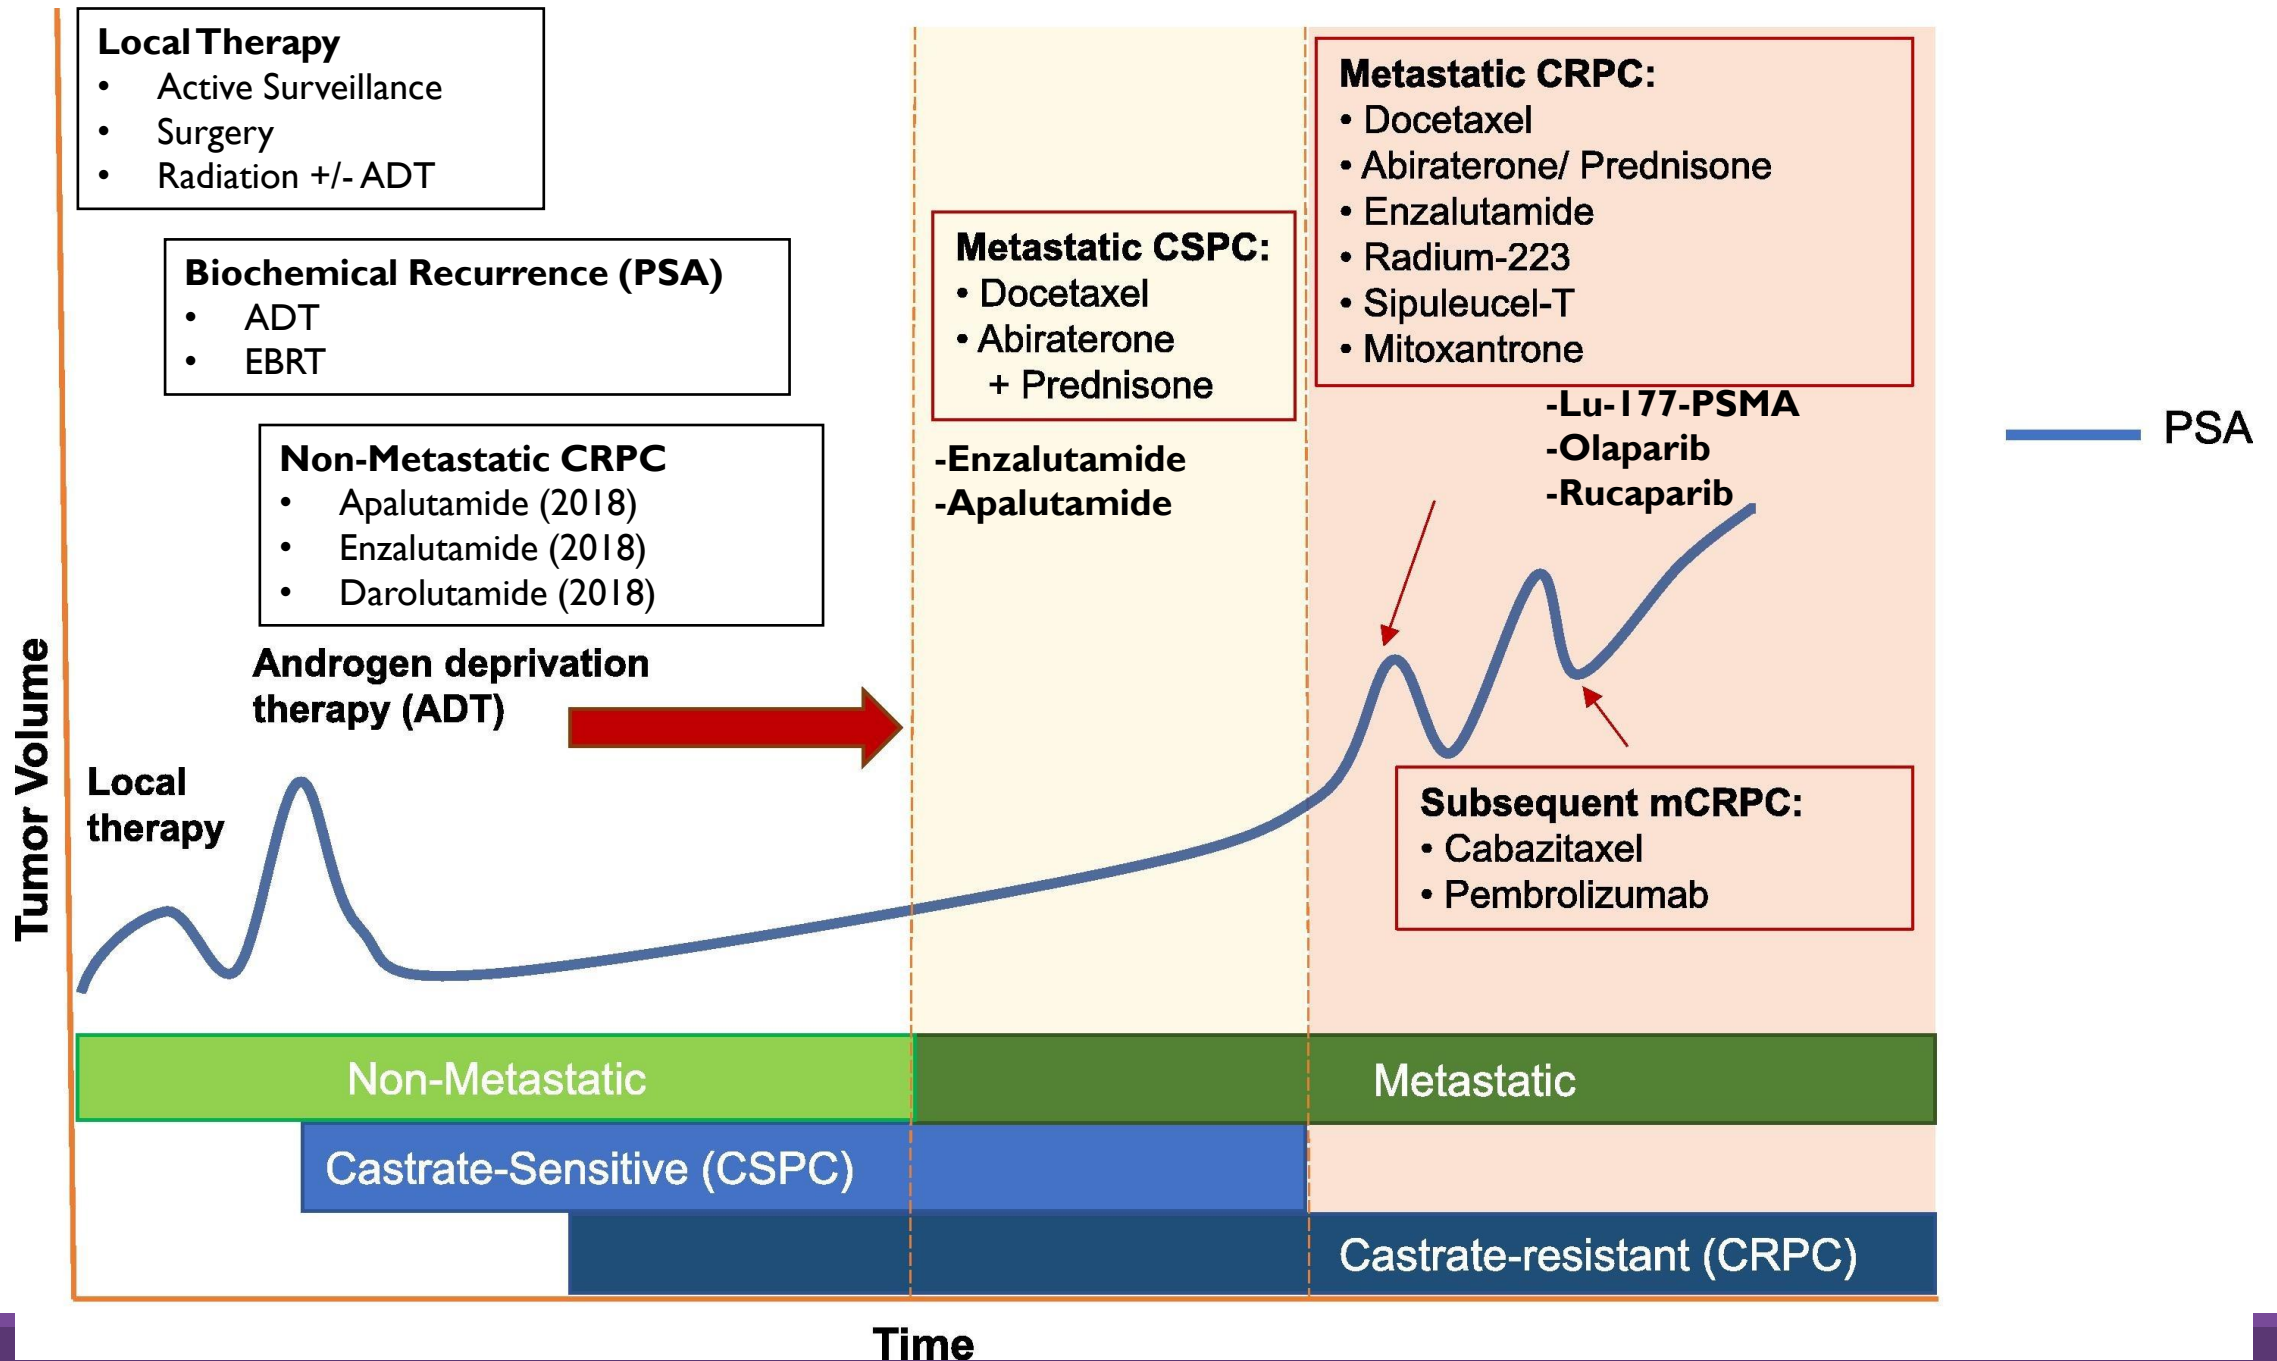 Local Therapy
• Active Surveillance
• Surgery
• Radiation +/- ADT
Biochemical Recurrence (PSA)
• ADT
• EBRT
Non-Metastatic CRPC
• Apalutamide (2018)
• Enzalutamide (2018)
• Darolutamide (2018)
Androgen deprivation
therapy (ADT)
Local
therapy
Metastatic CSPC:
• Docetaxel
• Abiraterone
+ Prednisone
-Enzalutamide
-Apalutamide
Metastatic CRPC:
• Docetaxel
• Abiraterone/ Prednisone
• Enzalutamide
• Radium-223
• Sipuleucel-T
• Mitoxantrone
-Lu-177-PSMA
-Olaparib
-Rucaparib
Subsequent mCRPC:
• Cabazitaxel
• Pembrolizumab
PSA
Tumor Volume
Non-Metastatic
Metastatic
Castrate-Sensitive (CSPC)
Castrate-resistant (CRPC)
Time